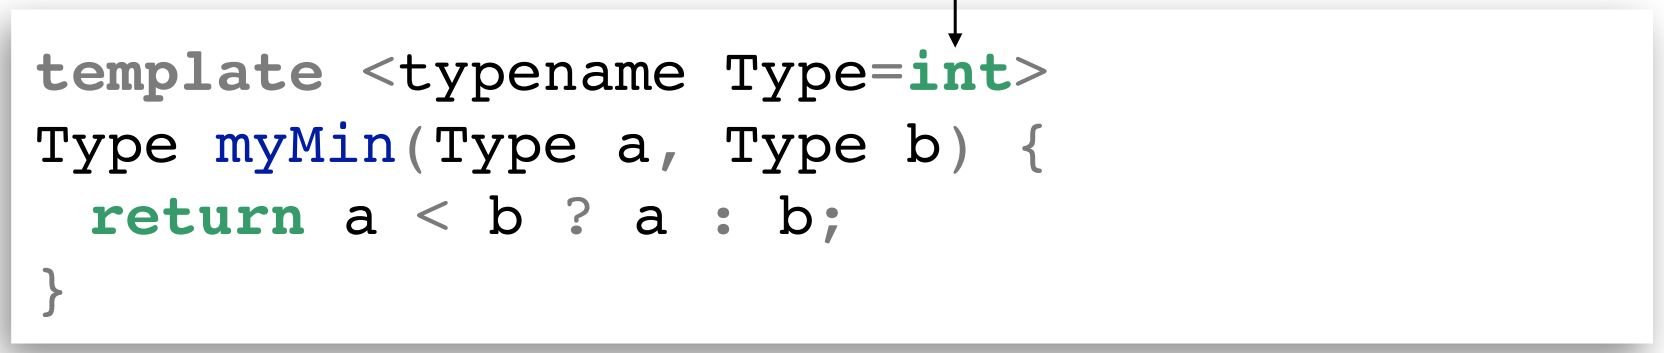 template <typename Type=int>
Type myMin(Type a, Type b) {
  return a < b ? a : b;
}